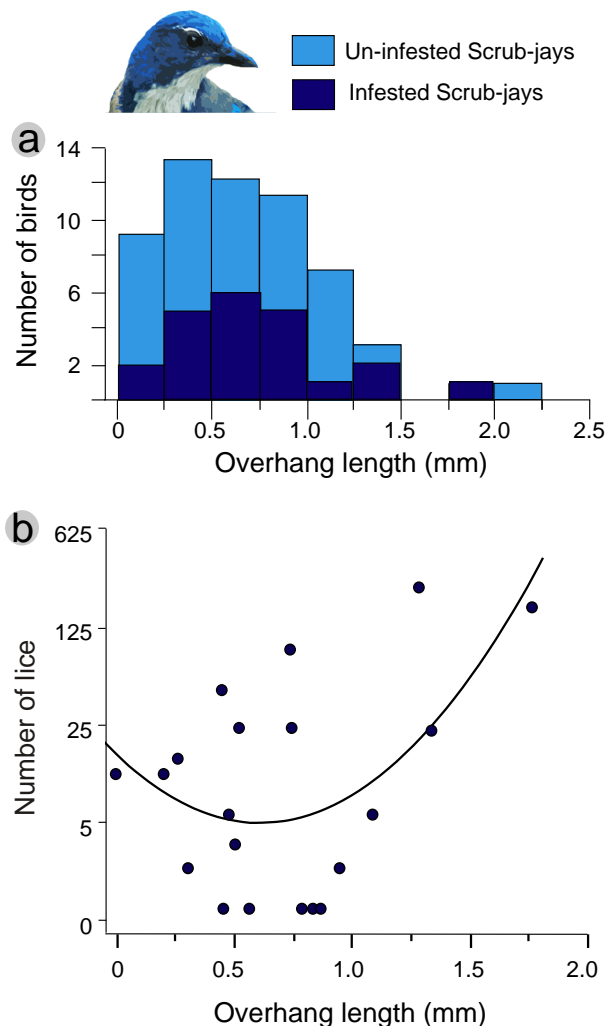 Un-infested Scrub-jays
Infested Scrub-jays
a
Number of birds
14
10
6
2
0
0.5
1.0
1.5
2.0
2.5
Overhang length (mm)
b
Number of lice
625
125
25
5
0
0
0.5
1.0
1.5
2.0
Overhang length (mm)